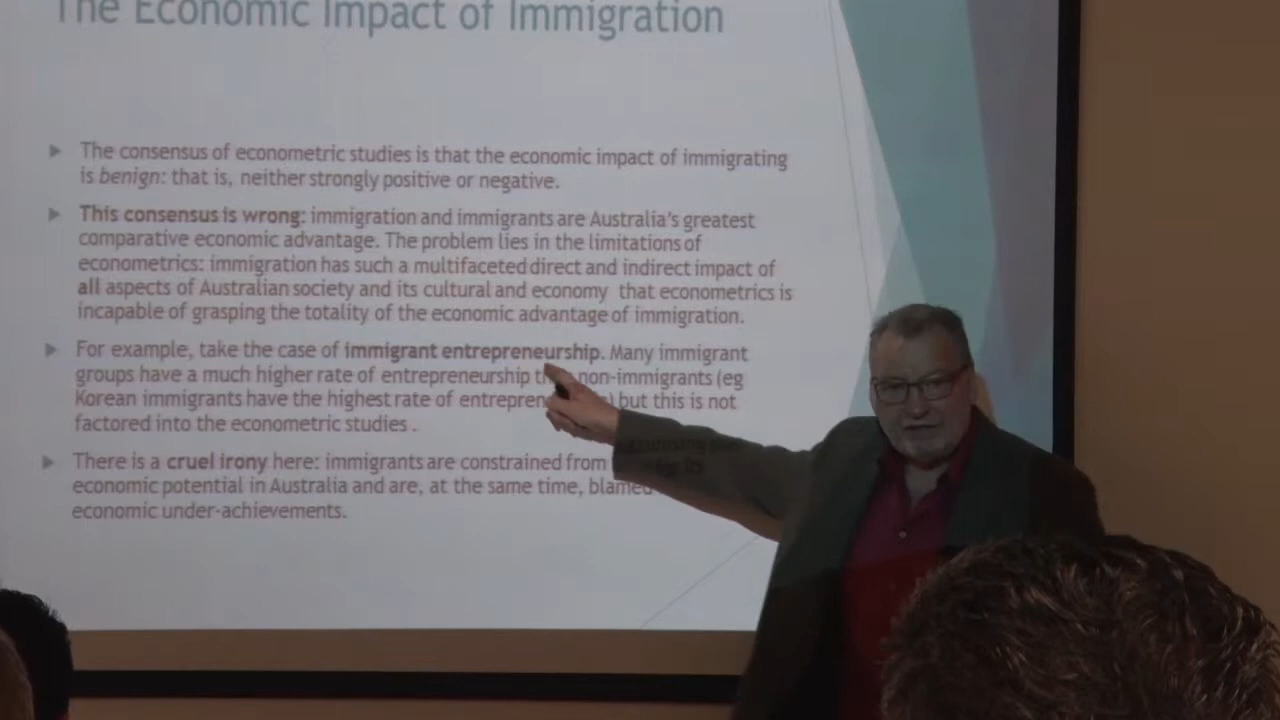 The Economic Impact of Immigration
The consensus of econometric studies is that the economic impact of immigrating
is benign: that is, neither strongly positive or negative.
This consensus is wrong: immigration and immigrants are Australia's greatest
comparative economic advantage. The problem lies in the limitations of
econometrics: immigration has such a multifaceted direct and indirect impact of
all aspects of Australian society and its cultural and economy that econometrics is
incapable of grasping the totality of the economic advantage of immigration.
For example, take the case of immigrant entrepreneurship. Many immigrant
groups have a much higher rate of entrepreneurship non-immigrants (eg
Korean immigrants have the highest rate of but this is not
factored into the econometric studies .
There is a cruel irony here: immigrants are constrained from
economic potential in Australia and are, at the same time, blamed
economic under-achievements.